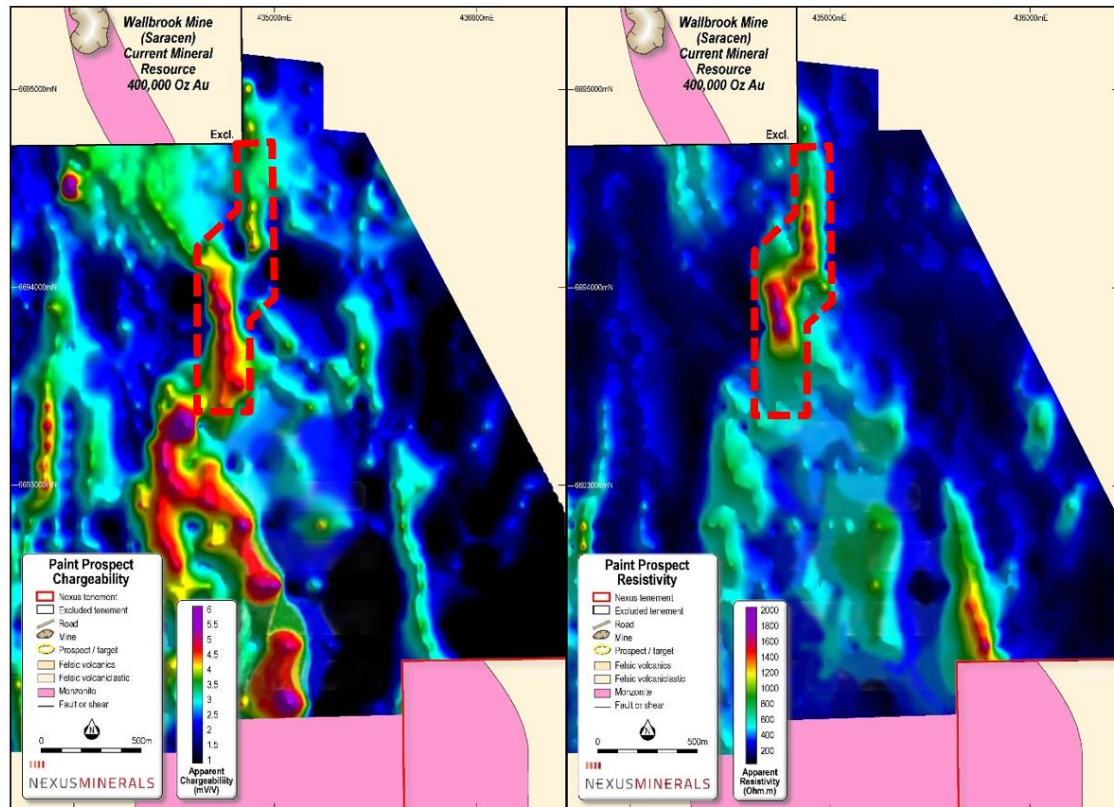 435000mE
436000mE
Wallbrook Mine
(Saracen)
Current Mineral
Resource
400,000 Oz Au
6695000mN
Excl.
6694000mN
6693000mN
Paint Prospect
Chargeability
Nexus tenement
Excluded tenement
Road
Mine
Prospect / target
Felsic volcanics
Felsic volcaniclastic
Monzonite
Fault or shear
N
0
500m
NEXUSMINERALS
6
5.5
5
4.5
4
3.5
3
2.5
2
1.5
1
Apparent
Chargeability
(mV/V)
435000mE
436000mE
Wallbrook Mine
(Saracen)
Current Mineral
Resource
400,000 Oz Au
6695000mN
Excl.
6694000mN
6693000mN
Paint Prospect
Resistivity
Nexus tenement
Excluded tenement
Road
Mine
Prospect / target
Felsic volcanics
Felsic volcaniclastic
Monzonite
Fault or shear
N
0
500m
NEXUSMINERALS
2000
1800
1600
1400
1200
1000
800
600
400
200
Apparent
Resistivity
(Ohm.m)